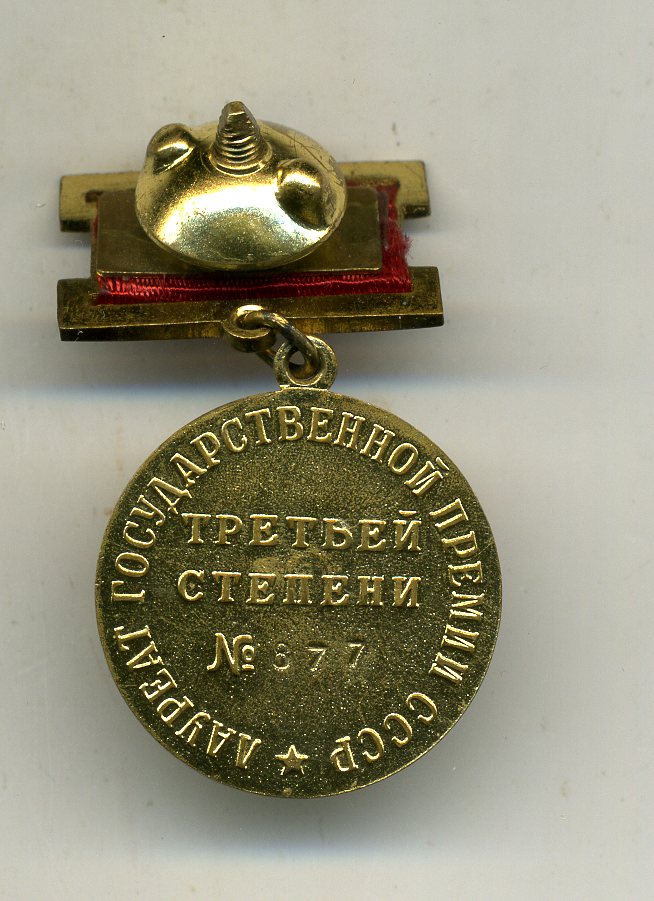 ЛАУРЕАТ ГОСУДАРСТВЕННОЙ ПРЕМИИ СССР
ТРЕТЬЕЙ
СТЕПЕНИ
№ 877